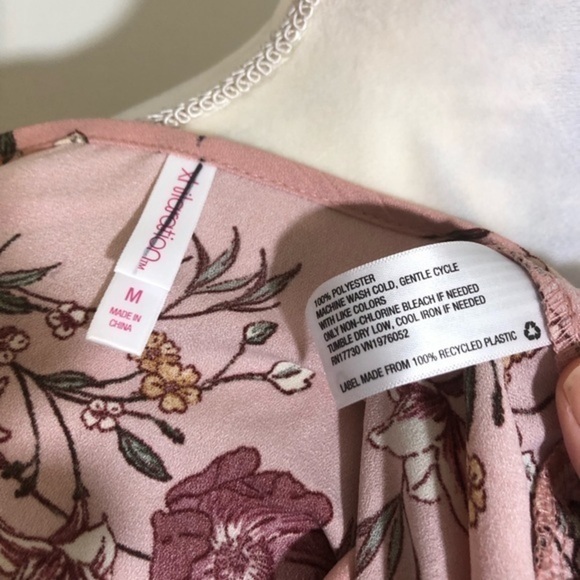 xhilaration™
M
MADE IN
CHINA
100% POLYESTER
MACHINE WASH COLD, GENTLE CYCLE
WITH LIKE COLORS
ONLY NON-CHLORINE BLEACH IF NEEDED
TUMBLE DRY LOW, COOL IRON IF NEEDED
RN17730 VN1976052
LABEL MADE FROM 100% RECYCLED PLASTIC